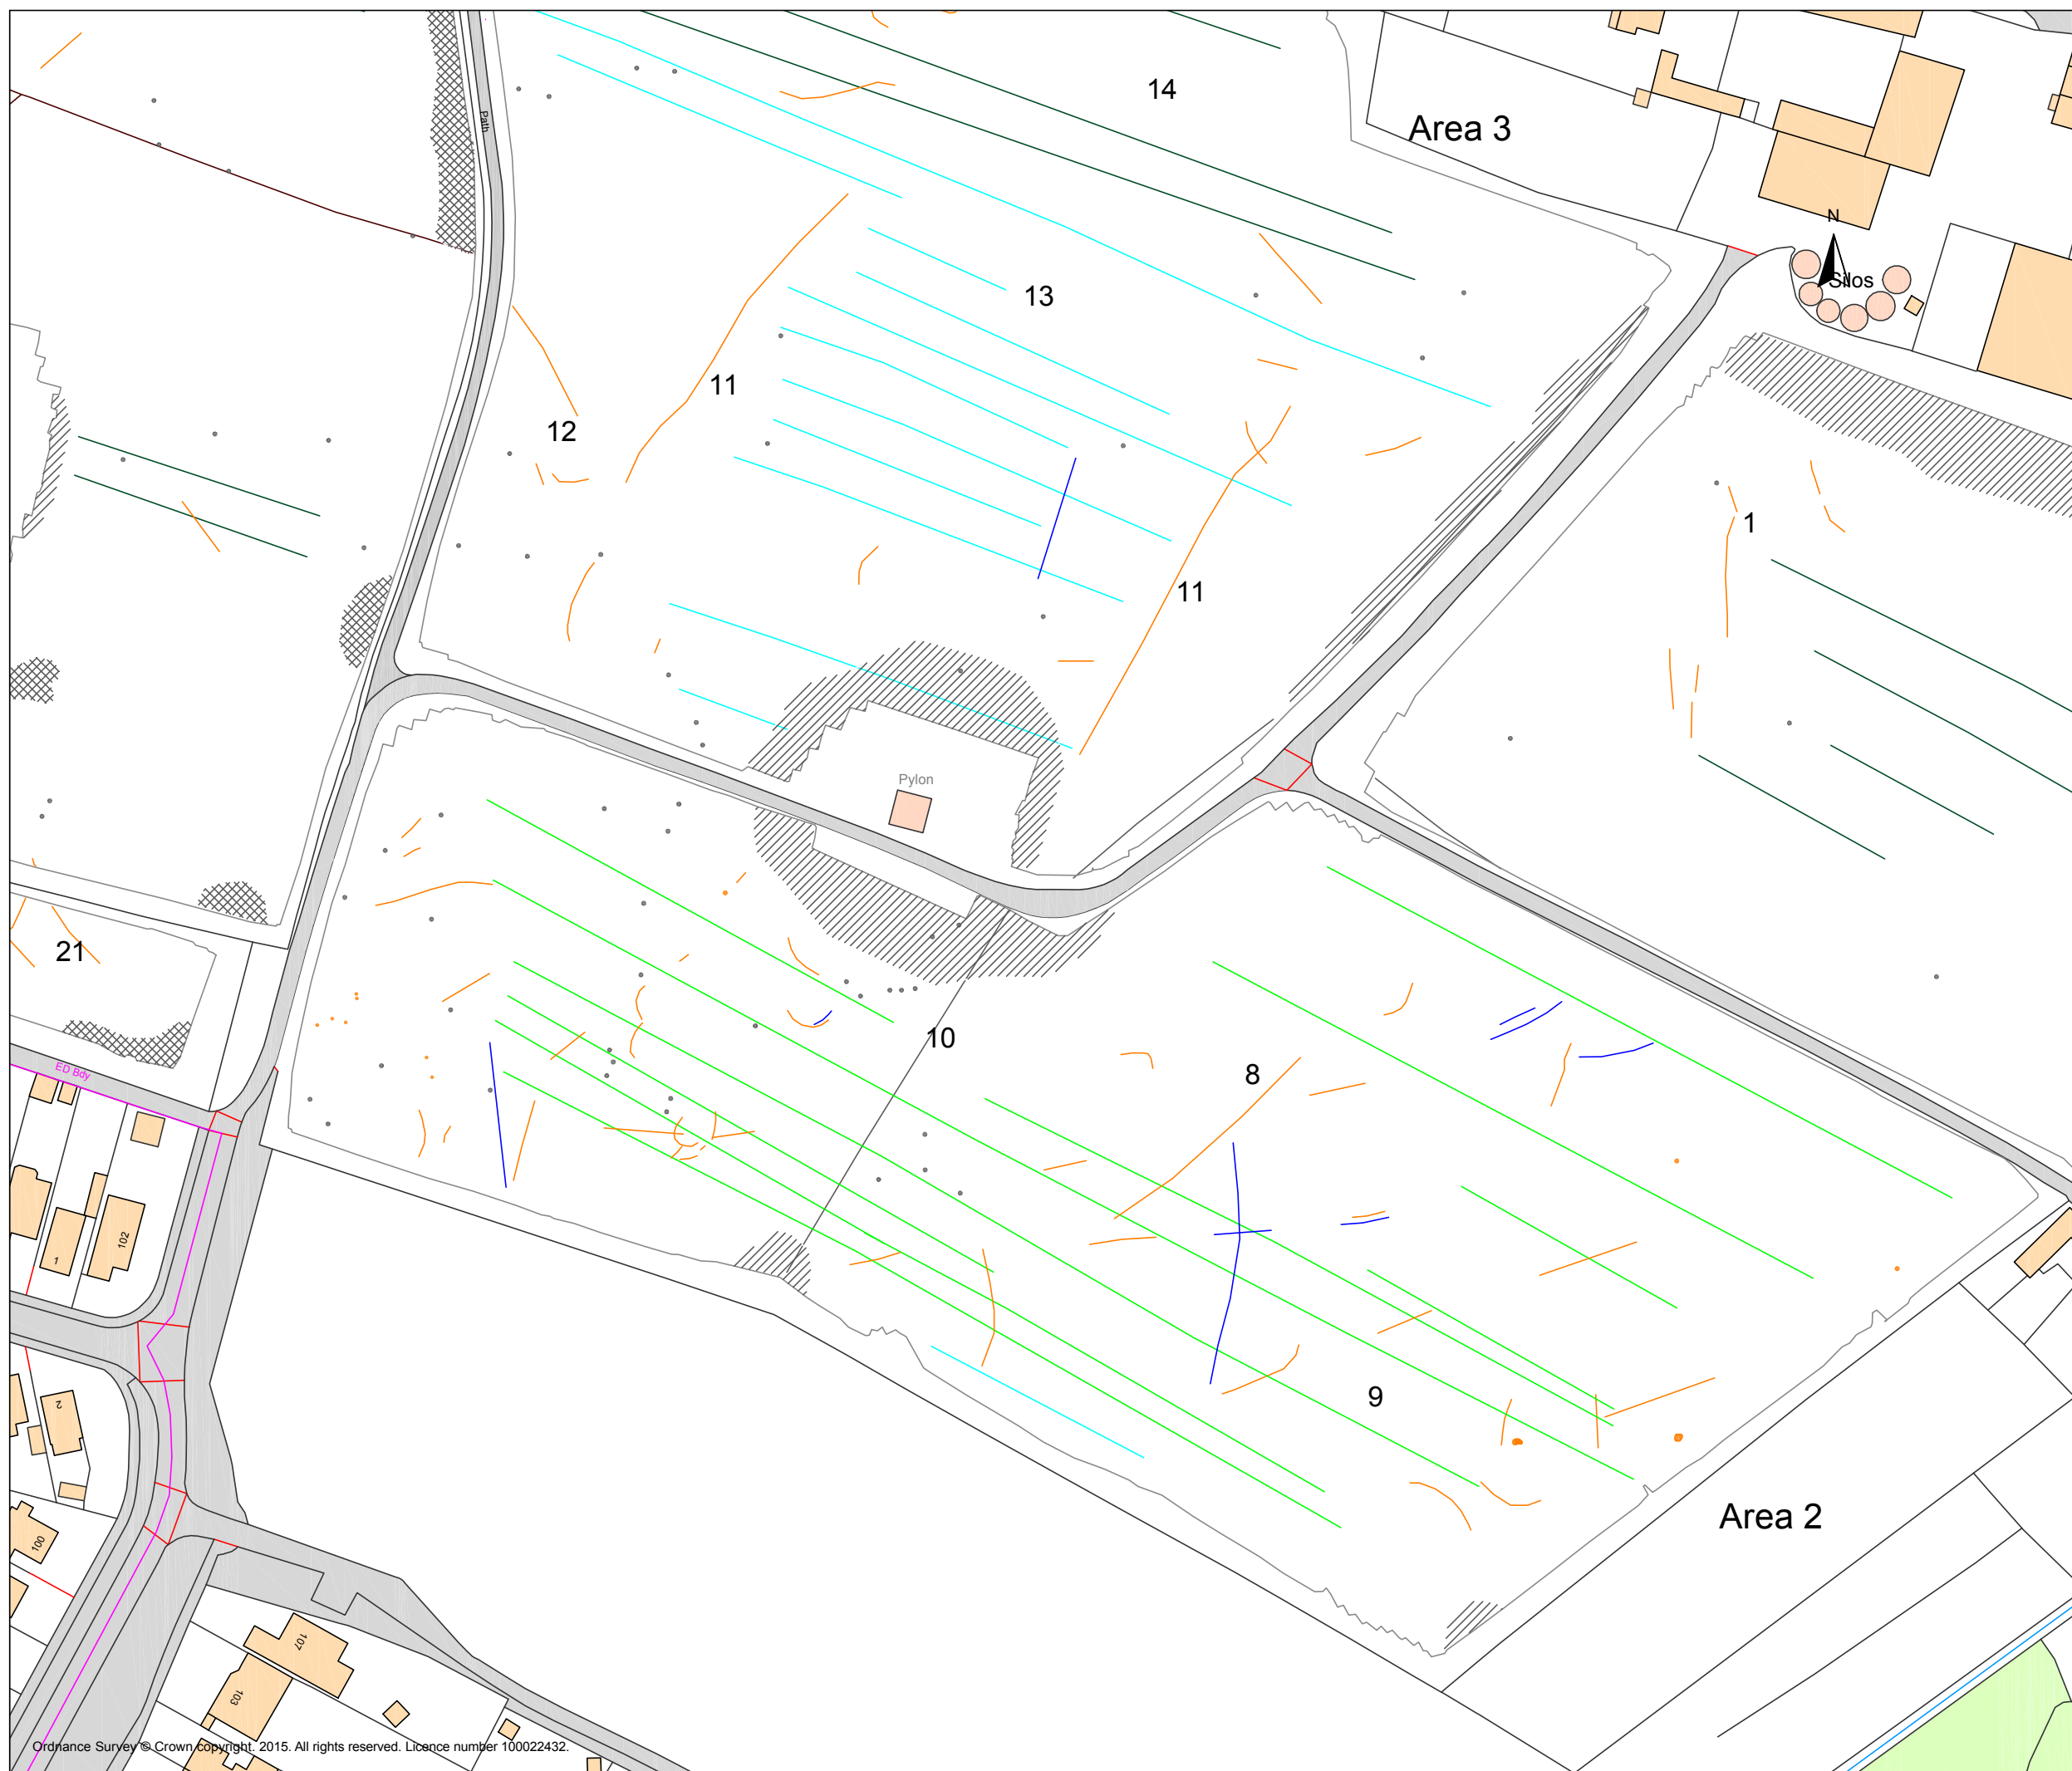 14
Path
Area 3
N
Silos
13
11
12
1
11
Pylon
21
10
8
ED Bdy
102
1
2
9
100
Area 2
107
103
Ordnance Survey © Crown copyright. 2015. All rights reserved. Licence number 100022432.